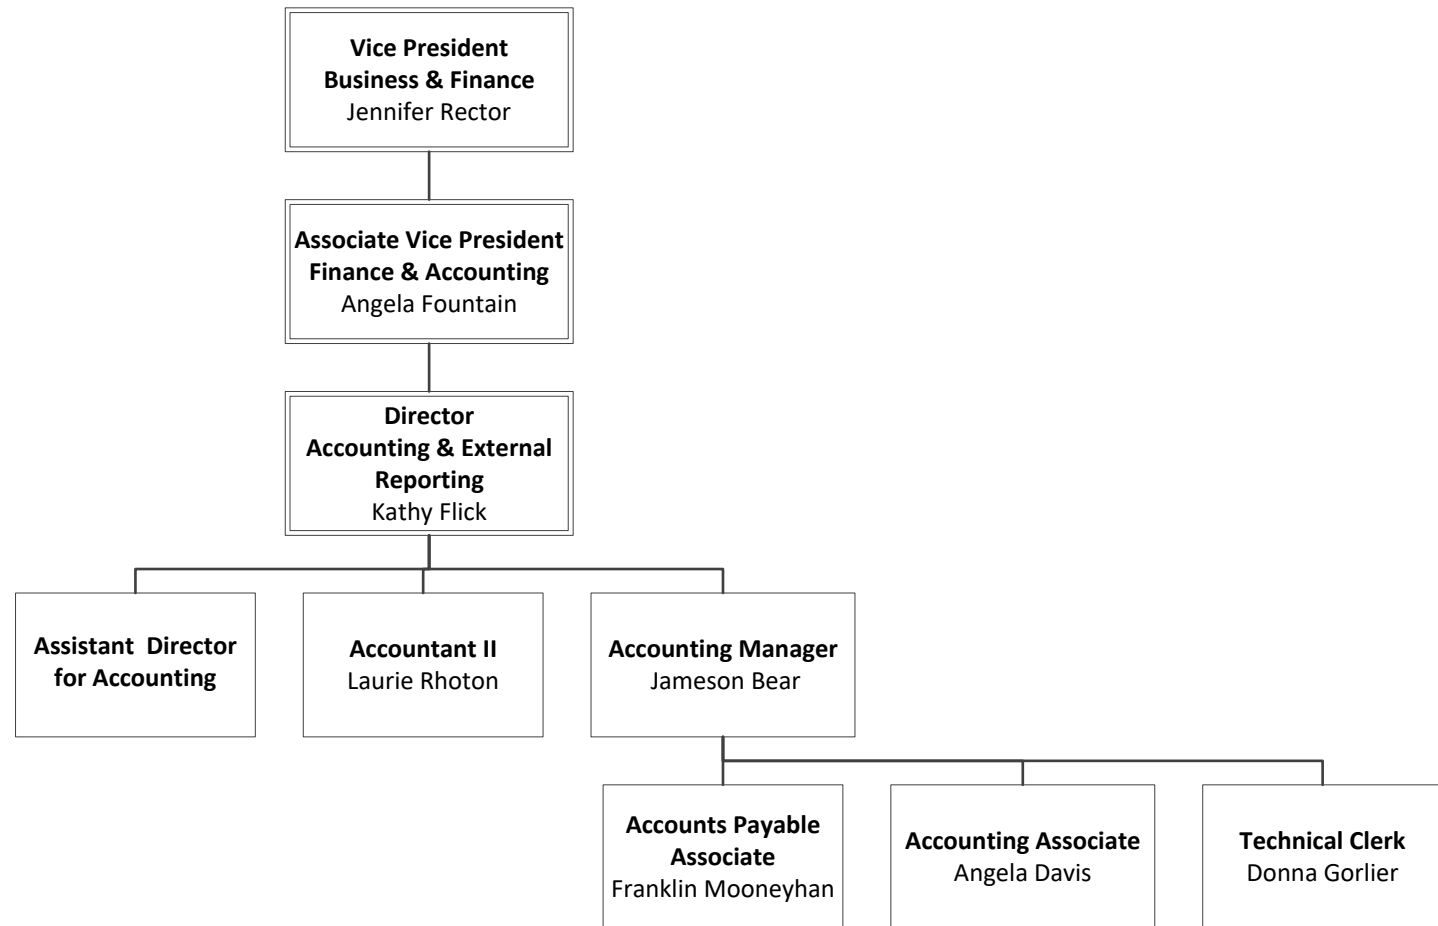 Vice President
Business & Finance
Jennifer Rector
Associate Vice President
Finance & Accounting
Angela Fountain
Director
Accounting & External
Reporting
Kathy Flick
Assistant  Director
for Accounting
Accountant II
Laurie Rhoton
Accounting Manager
Jameson Bear
Accounts Payable
Associate
Franklin Mooneyhan
Accounting Associate
Angela Davis
Technical Clerk
Donna Gorlier